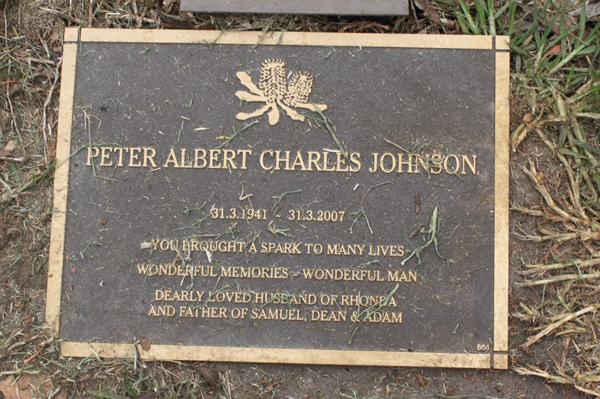 PETER ALBERT CHARLES JOHNSON
31.3.1941 - 31.3.2007
YOU BROUGHT A SPARK TO MANY LIVES
WONDERFUL MEMORIES - WONDERFUL MAN
DEARLY LOVED HUSBAND OF RHONDA
AND FATHER OF SAMUEL, DEAN & ADAM